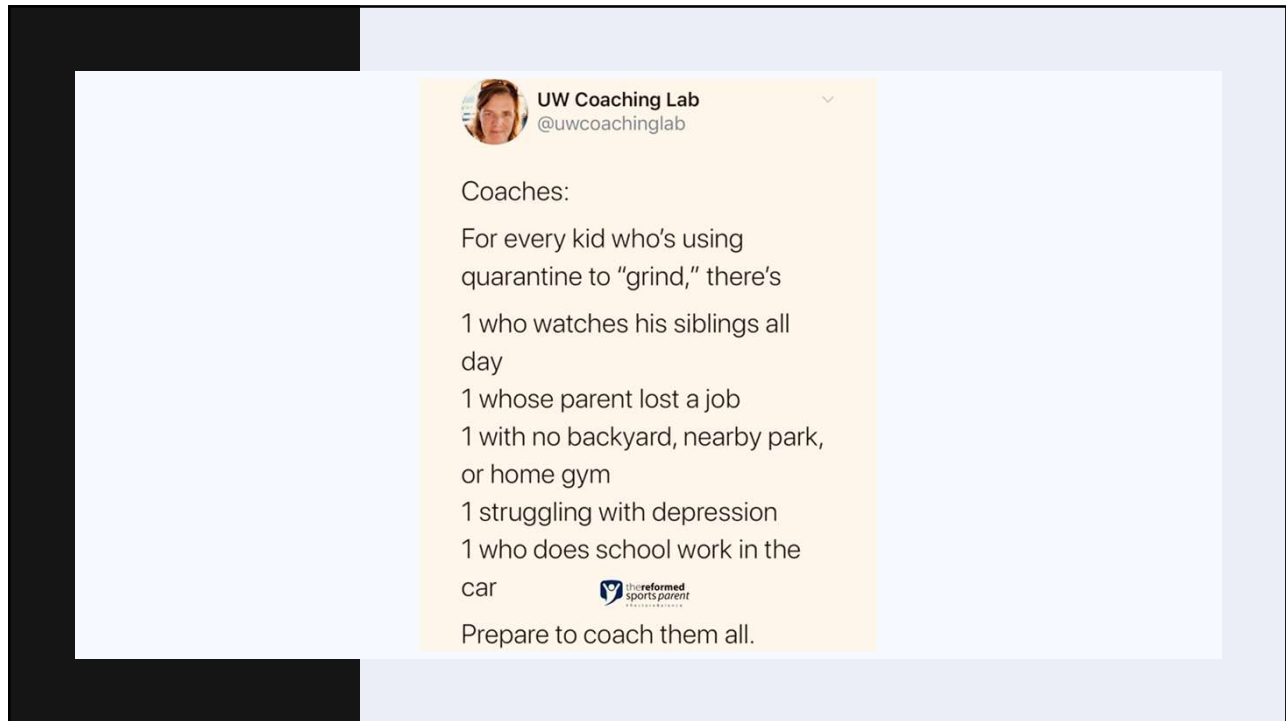 UW Coaching Lab
@uwcoachinglab
Coaches:
For every kid who’s using
quarantine to “grind,” there’s
1 who watches his siblings all
day
1 whose parent lost a job
1 with no backyard, nearby park,
or home gym
1 struggling with depression
1 who does school work in the
car
thereformed
sportsparent
#RestoreBalance
Prepare to coach them all.